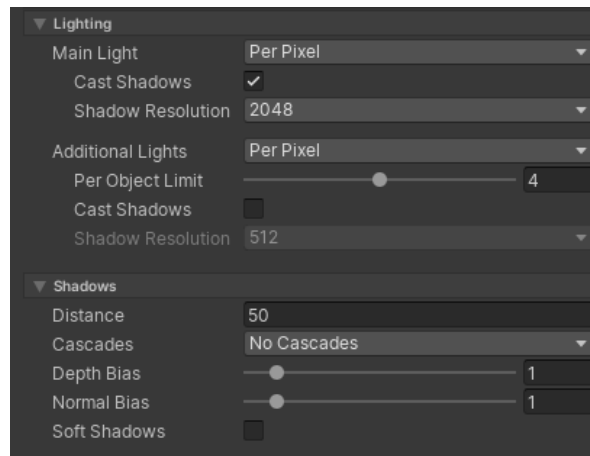 Lighting
Main Light Per Pixel
Cast Shadows
Shadow Resolution 2048
Additional Lights Per Pixel
Per Object Limit 4
Cast Shadows
Shadow Resolution 512
Shadows
Distance 50
Cascades No Cascades
Depth Bias 1
Normal Bias 1
Soft Shadows